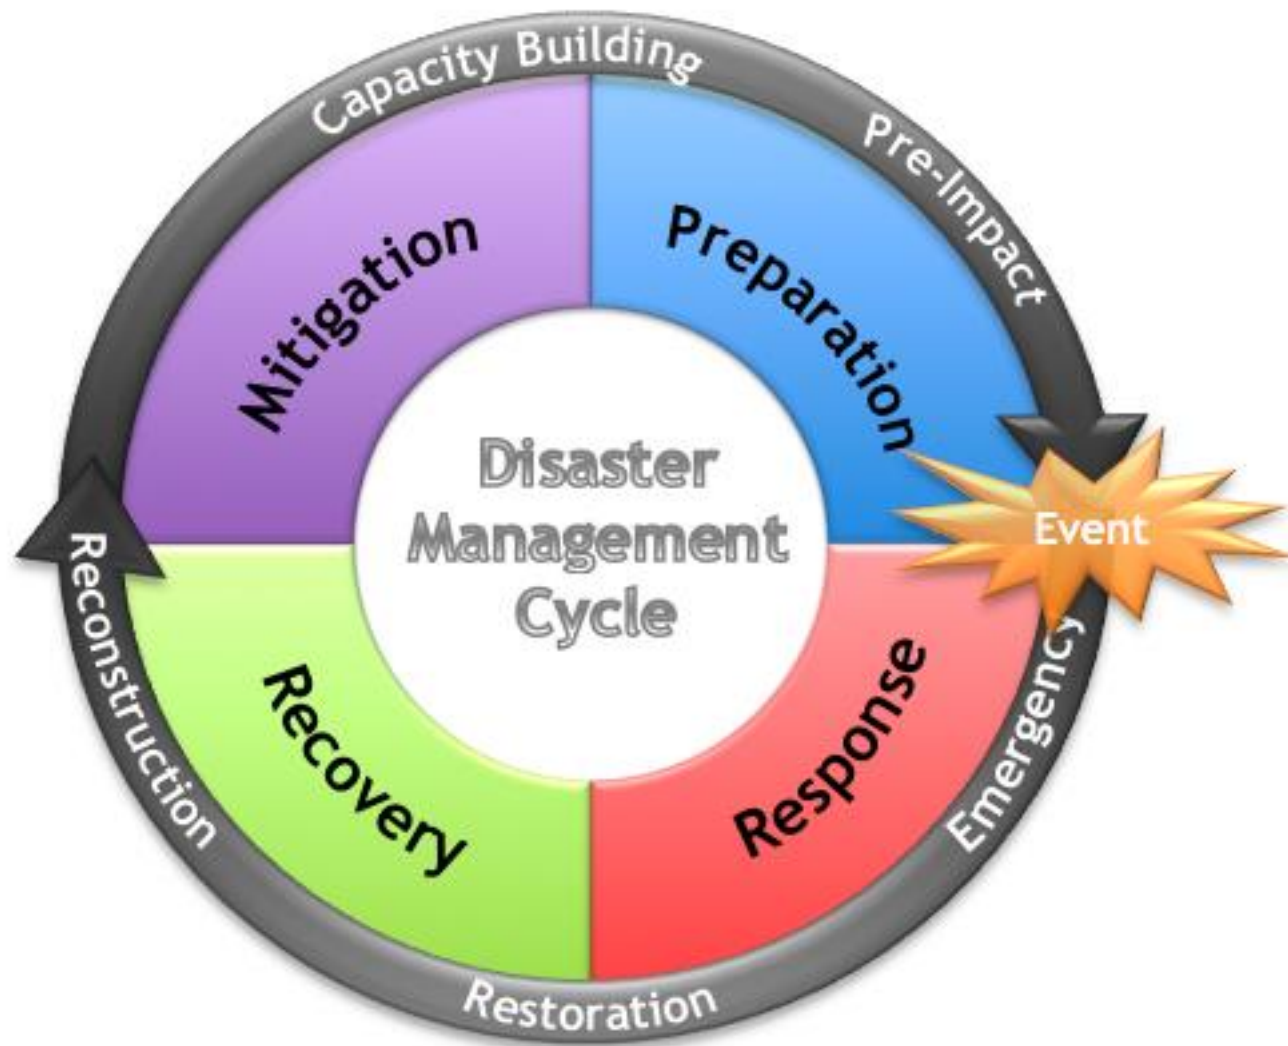 Capacity Building
Pre-Impact
Mitigation
Preparation
Disaster
Management
Cycle
Event
Reconstruction
Recovery
Response
Emergency
Restoration